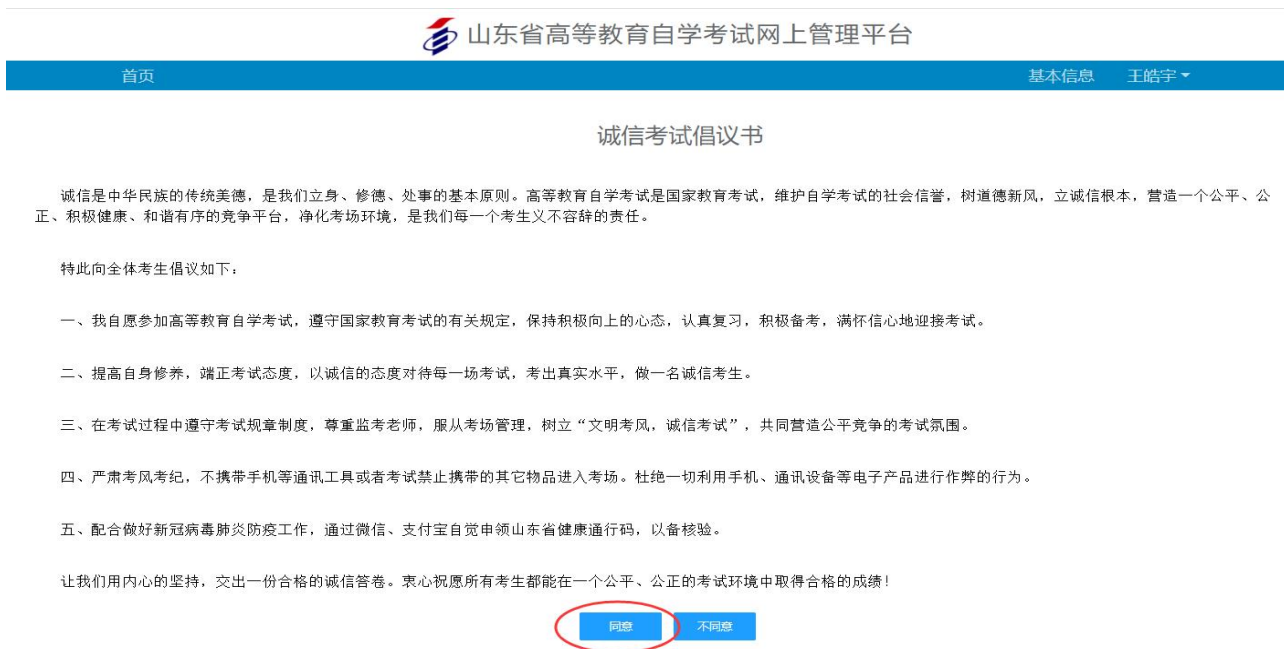 山东省高等教育自学考试网上管理平台
首页 基本信息 王皓宇
诚信考试倡议书
诚信是中华民族的传统美德，是我们立身、修德、处事的基本原则。高等教育自学考试是国家教育考试，维护自学考试的社会信誉，树道德新风，立诚信根本，营造一个公平、公
正、积极健康、和谐有序的竞争平台，净化考场环境，是我们每一个考生义不容辞的责任。
特此向全体考生倡议如下：
一、我自愿参加高等教育自学考试，遵守国家教育考试的有关规定，保持积极向上的心态，认真复习，积极备考，满怀信心地迎接考试。
二、提高自身修养，端正考试态度，以诚信的态度对待每一场考试，考出真实水平，做一名诚信考生。
三、在考试过程中遵守考试规章制度，尊重监考老师，服从考场管理，树立“文明考风，诚信考试”，共同营造公平竞争的考试氛围。
四、严肃考风考纪，不携带手机等通讯工具或者考试禁止携带的其它物品进入考场。杜绝一切利用手机、通讯设备等电子产品进行作弊的行为。
五、配合做好新冠病毒肺炎防疫工作，通过微信、支付宝自觉申领山东省健康通行码，以备核验。
让我们用内心的坚持，交出一份合格的诚信答卷。衷心祝愿所有考生都能在一个公平、公正的考试环境中取得合格的成绩！
同意 不同意